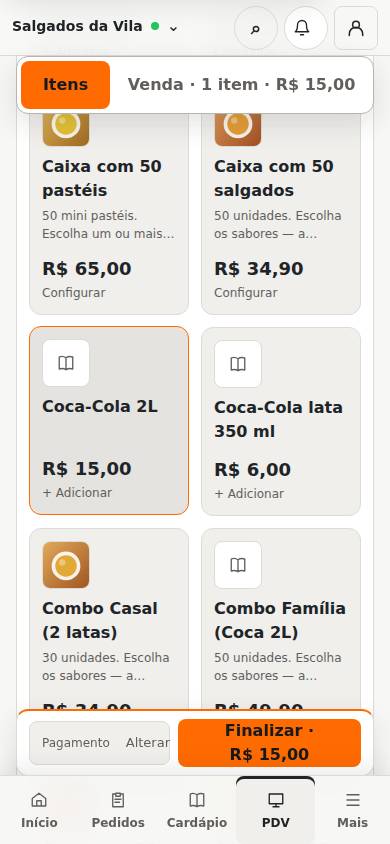 Salgados da Vila
Itens
Venda · 1 item · R$ 15,00
Caixa com 50
pastéis
50 mini pastéis.
Escolha um ou mais...
R$ 65,00
Configurar
Caixa com 50
salgados
50 unidades. Escolha
os sabores — a...
R$ 34,90
Configurar
Coca-Cola 2L
R$ 15,00
+ Adicionar
Coca-Cola lata
350 ml
R$ 6,00
+ Adicionar
Combo Casal
(2 latas)
30 unidades. Escolha
os sabores — a...
Combo Família
(Coca 2L)
50 unidades. Escolha
os sabores — a...
Pagamento Alterar
Finalizar ·
R$ 15,00
Início
Pedidos
Cardápio
PDV
Mais